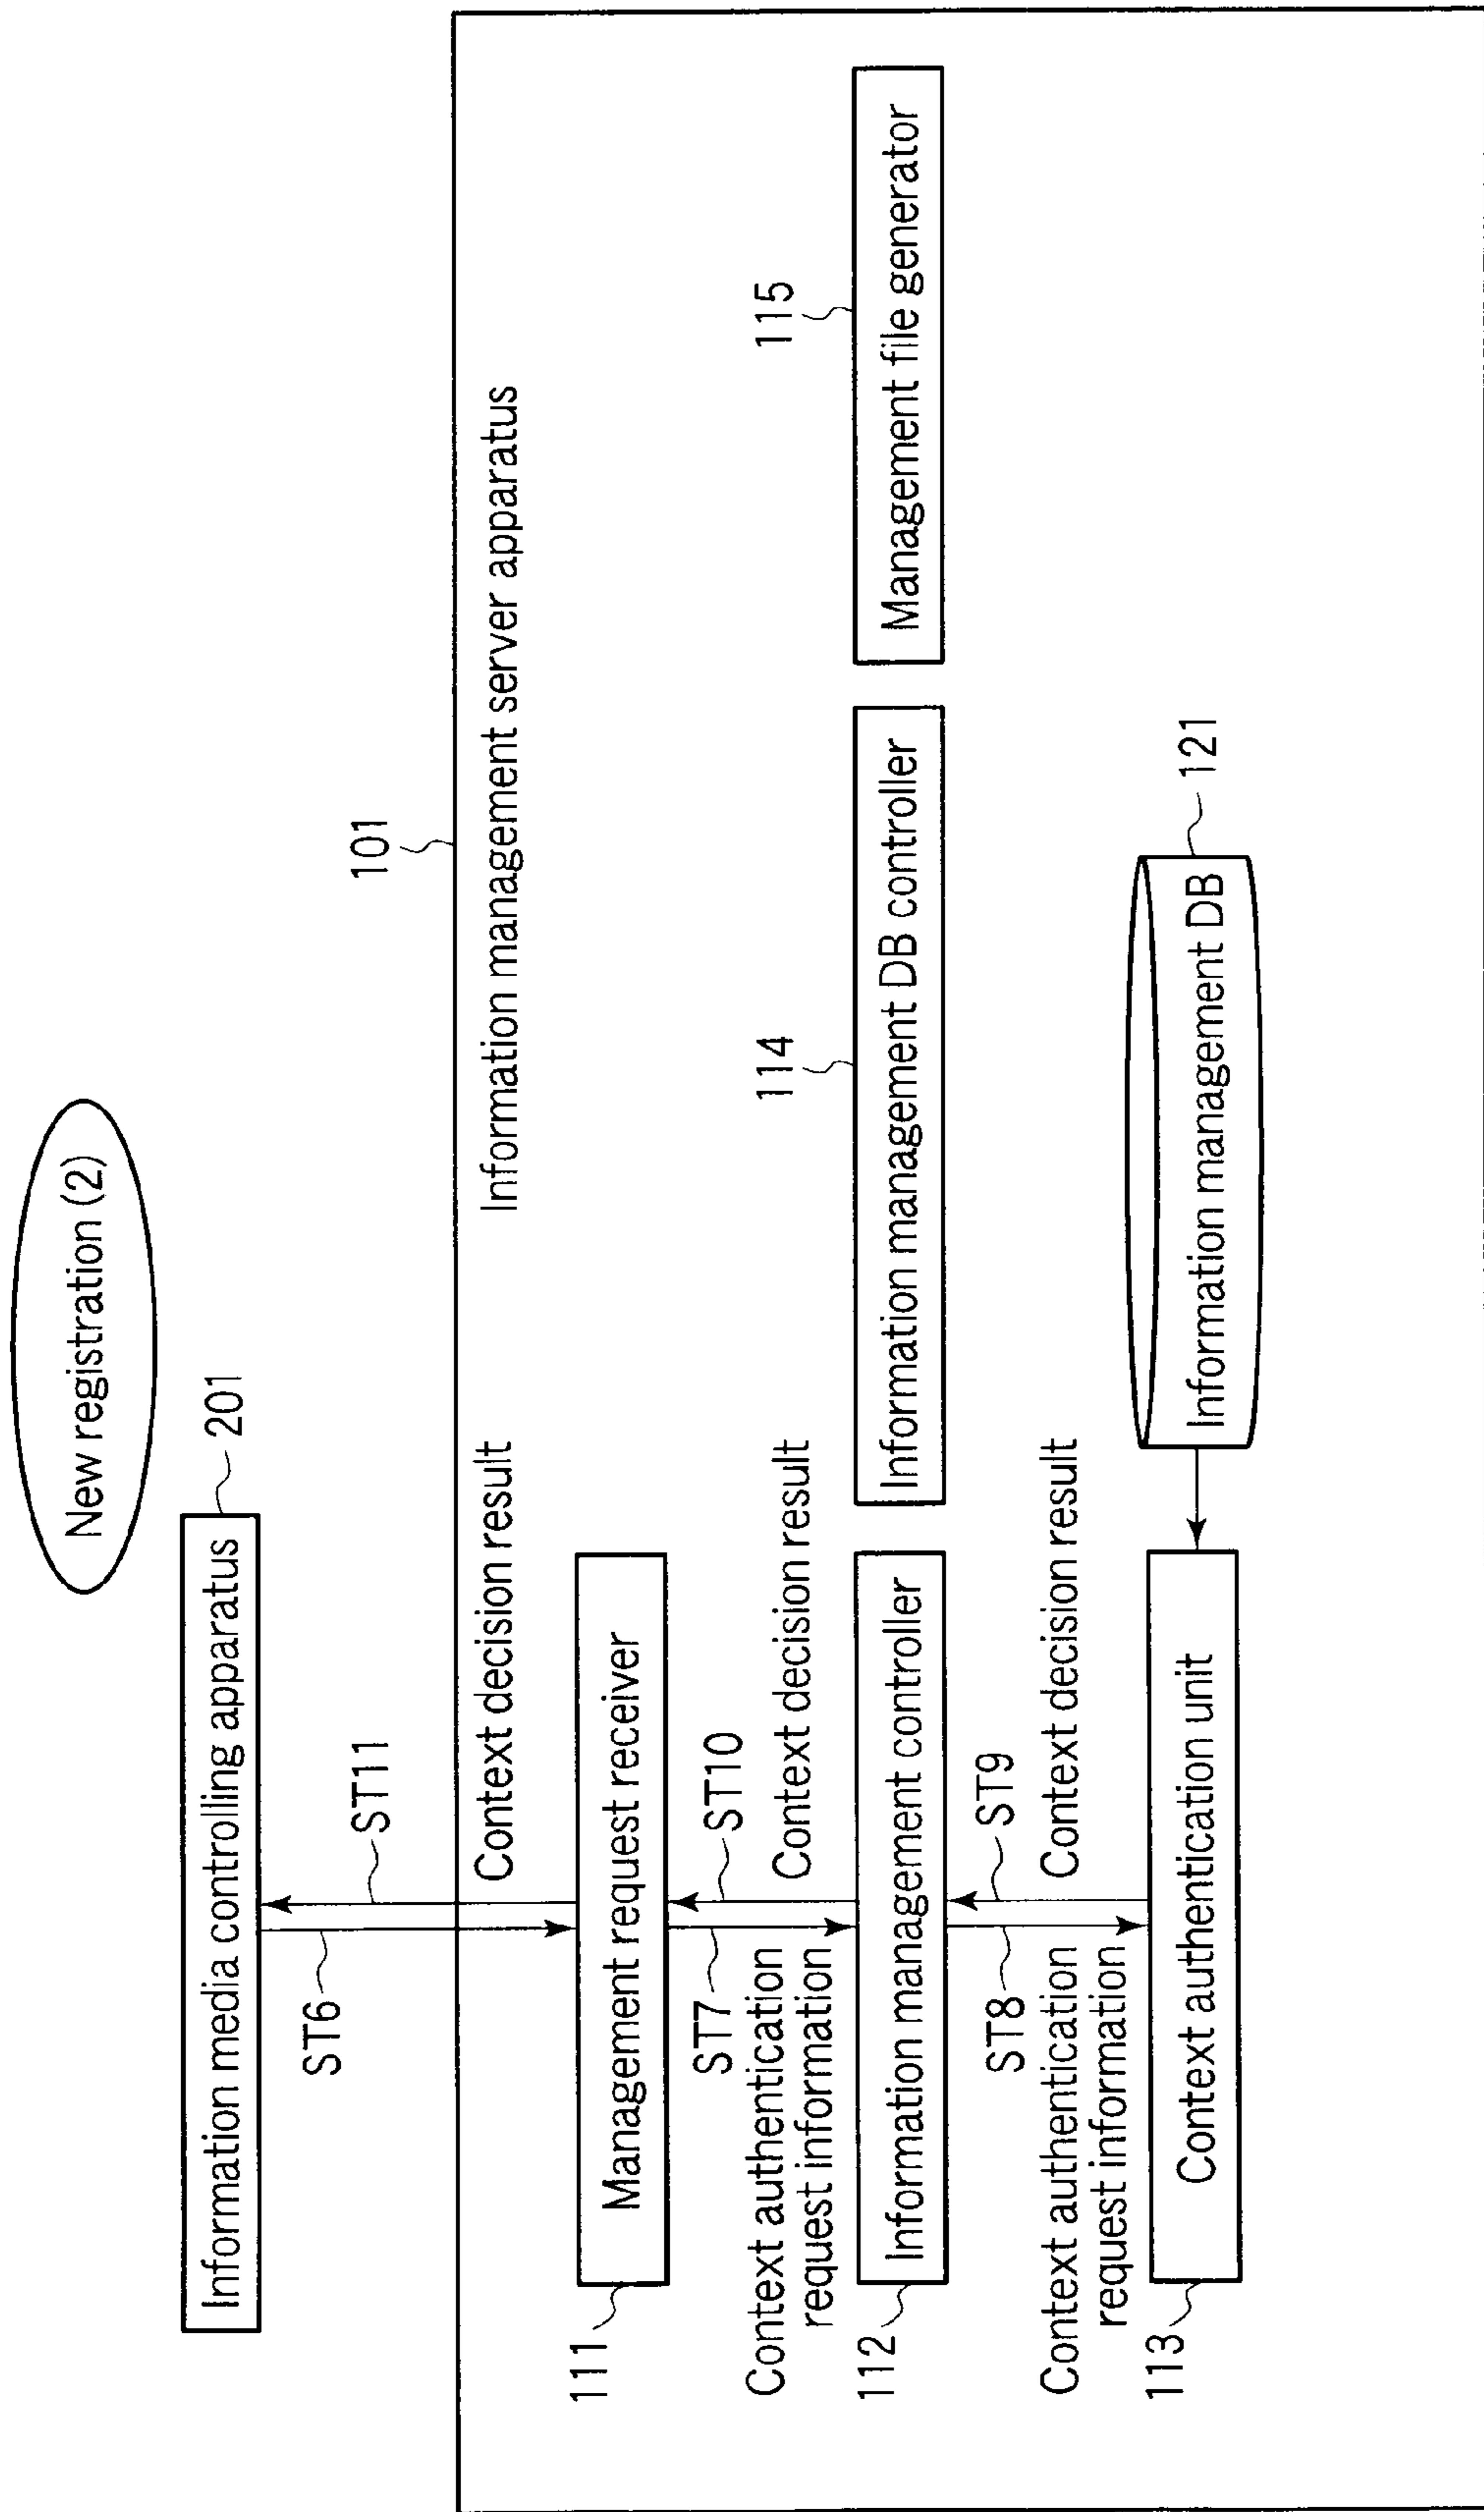 New registration (2)
Information media controlling apparatus
201
ST6
ST11
101
Information management server apparatus
Context decision result
111
Management request receiver
ST7
ST10
Context authentication
request information
Context decision result
112
Information management controller
114
Information management DB controller
115
Management file generator
ST8
ST9
Context authentication
request information
Context decision result
113
Context authentication unit
Information management DB
121